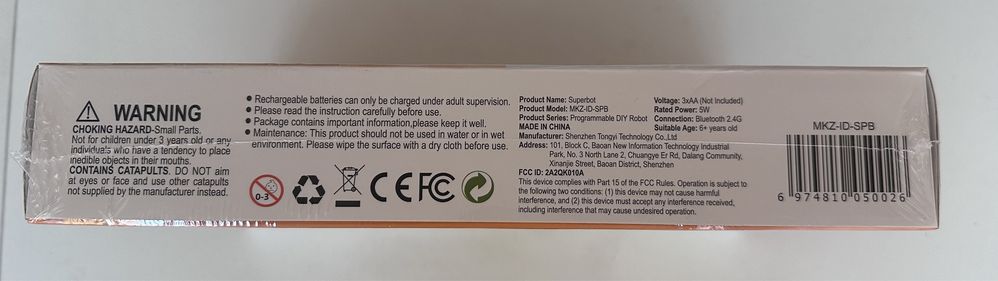 WARNING
CHOKING HAZARD-Small Parts.
Not for children under 3 years old or any
individuals who have a tendency to place
inedible objects in their mouths.
CONTAINS CATAPULTS. DO NOT aim
at eyes or face and use other catapults
not supplied by the manufacturer instead.
• Rechargeable batteries can only be charged under adult supervision.
• Please read the instruction carefully before use.
• Package contains important information,please keep it well.
• Maintenance: This product should not be used in water or in wet
environment. Please wipe the surface with a dry cloth before use.
0-3
CE FC
Product Name: Superbot
Product Model: MKZ-ID-SPB
Product Series: Programmable DIY Robot
MADE IN CHINA
Manufacturer: Shenzhen Tongyi Technology Co.,Ltd
Address: 101, Block C, Baoan New Information Technology Industrial
Park, No. 3 North Lane 2, Chuangye Er Rd, Dalang Community,
Xinanjie Street, Baoan District, Shenzhen
FCC ID: 2A2QK010A
This device complies with Part 15 of the FCC Rules. Operation is subject to
the following two conditions: (1) this device may not cause harmful
interference, and (2) this device must accept any interference received,
including interference that may cause undesired operation.
Voltage: 3xAA (Not Included)
Rated Power: 5W
Connection: Bluetooth 2.4G
Suitable Age: 6+ years old
MKZ-ID-SPB
6 974810 050026